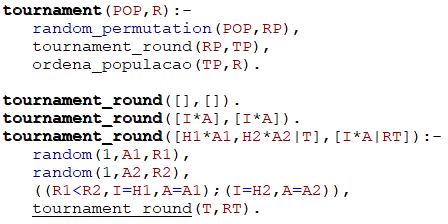 tournament(POP,R):-
random_permutation(POP,RP),
tournament_round(RP,TP),
ordena_populacao(TP,R).
tournament_round([],[]).
tournament_round([I*A],[I*A]).
tournament_round([H1*A1,H2*A2|T],[I*A|RT]):-
random(1,A1,R1),
random(1,A2,R2),
((R1<R2,I=H1,A=A1);(I=H2,A=A2)),
tournament_round(T,RT).